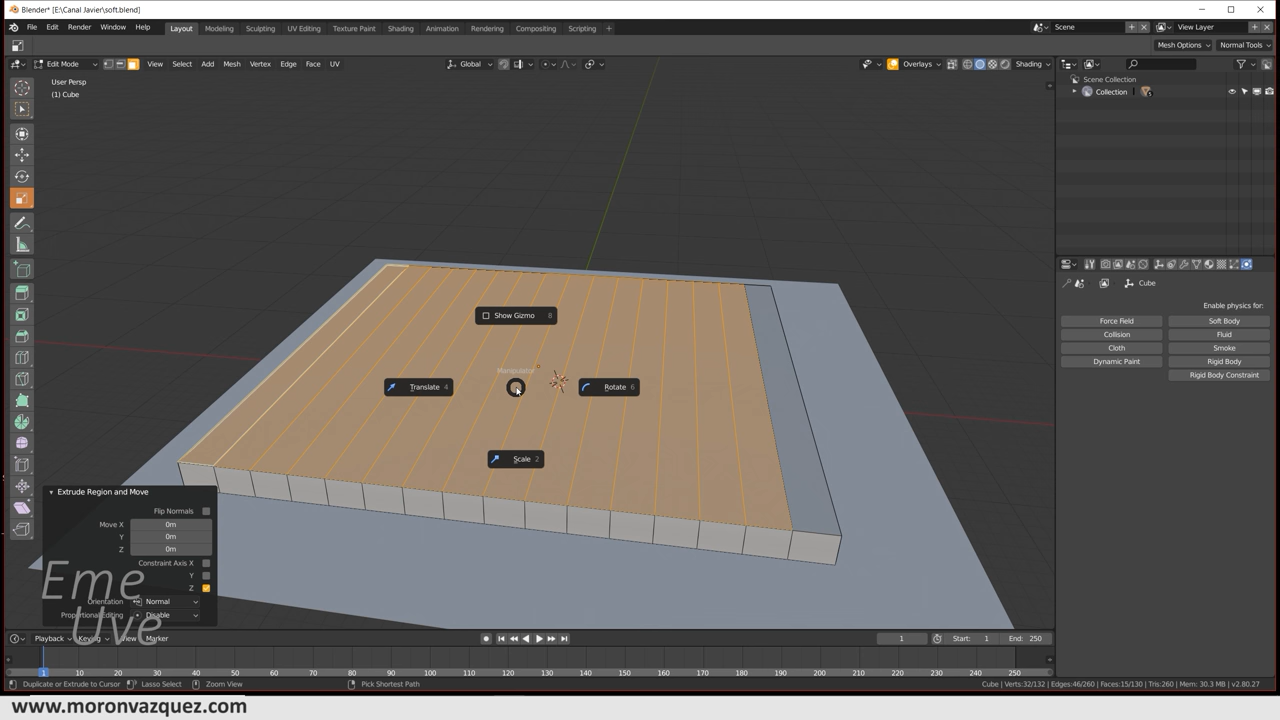 Blender* [E:\Canal Javier\soft.blend]
File Edit Render Window Help Layout Modeling Sculpting UV Editing Texture Paint Shading Animation Rendering Compositing Scripting + Scene View Layer
Mesh Options Normal Tools
Edit Mode View Select Add Mesh Vertex Edge Face UV Global Overlays Shading
User Persp
(1) Cube
Scene Collection
Collection 5
Cube
Enable physics for:
Force Field Soft Body
Collision Fluid
Cloth Smoke
Dynamic Paint Rigid Body
Rigid Body Constraint
Show Gizmo 8
Manipulator
Translate 4
Rotate 6
Scale 2
Extrude Region and Move
Flip Normals
Move X 0m
Y 0m
Z 0m
Constraint Axis X
Y
Z
Orientation Normal
Proportional Editing Disable
Eme
Uve
Playback Keying View Marker 1 Start: 1 End: 250
1 10 20 30 40 50 60 70 80 90 100 110 120 130 140 150 160 170 180 190 200 210 220 230 240 250
Duplicate or Extrude to Cursor Lasso Select Zoom View Pick Shortest Path Cube | Verts:32/132 | Edges:46/260 | Faces:15/130 | Tris:260 | Mem: 30.3 MB | v2.80.27
www.moronvazquez.com